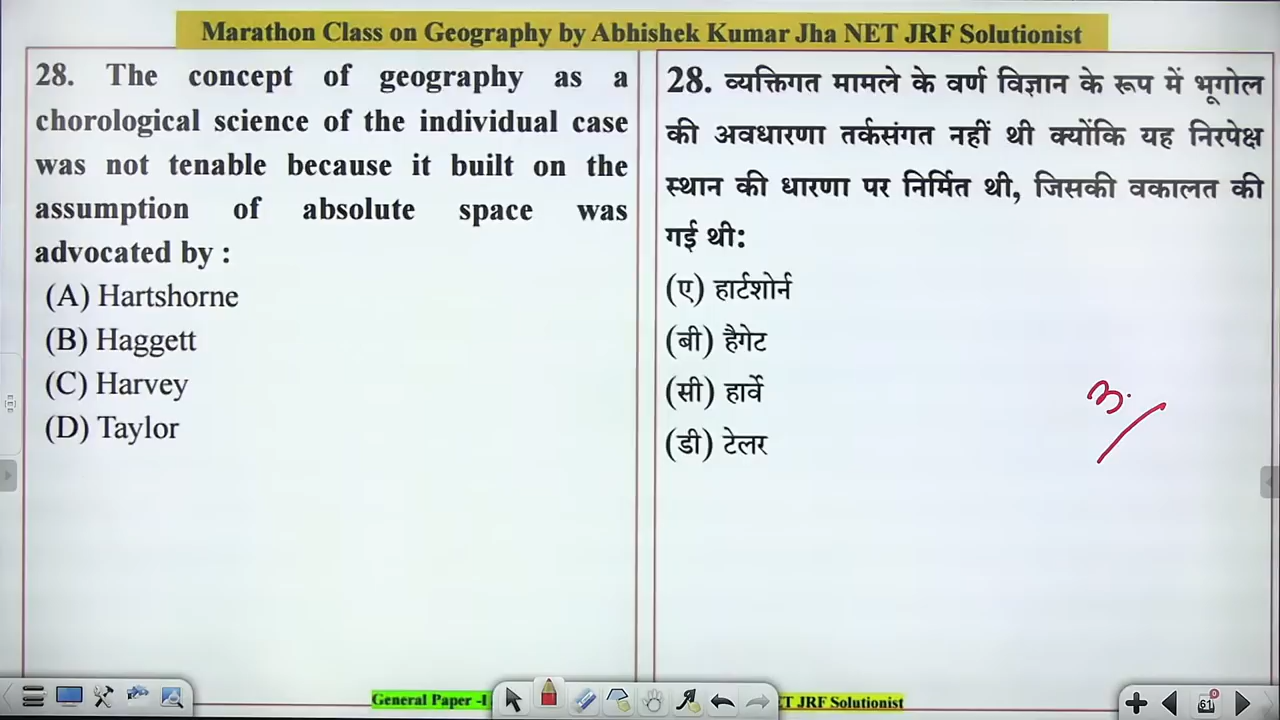 Marathon Class on Geography by Abhishek Kumar Jha NET JRF Solutionist
28. The concept of geography as a
chorological science of the individual case
was not tenable because it built on the
assumption of absolute space was
advocated by :
(A) Hartshorne
(B) Haggett
(C) Harvey
(D) Taylor
28. व्यक्तिगत मामले के वर्ण विज्ञान के रूप में भूगोल
की अवधारणा तर्कसंगत नहीं थी क्योंकि यह निरपेक्ष
स्थान की धारणा पर निर्मित थी, जिसकी वकालत की
गई थी:
(ए) हार्टशोर्न
(बी) हैगेट
(सी) हार्वे
(डी) टेलर
3.
General Paper -I
T JRF Solutionist
61